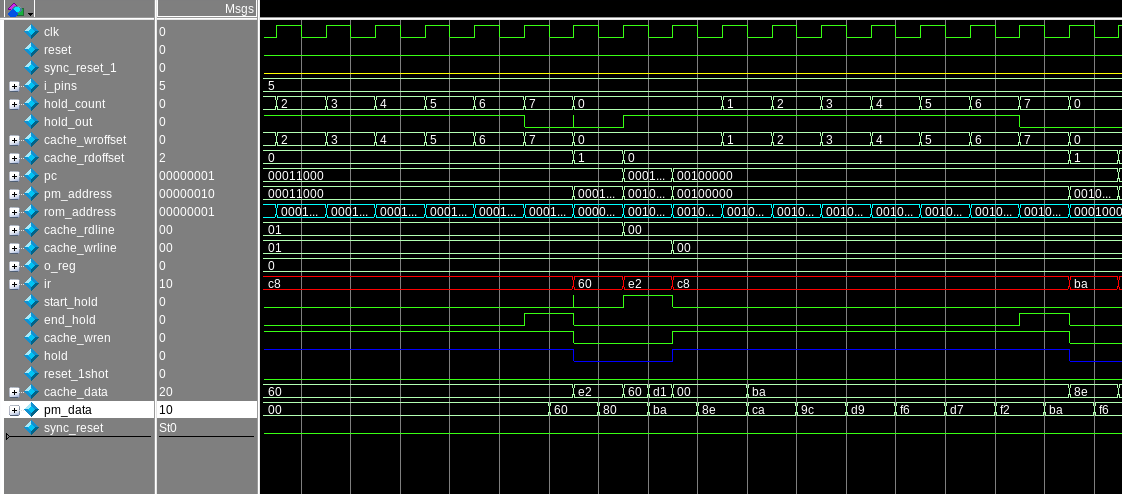 Msgs
clk 0
reset 0
sync_reset_1 0
i_pins 5 5
hold_count 0 2 3 4 5 6 7 0 1 2 3 4 5 6 7 0
hold_out 0
cache_wroffset 0 2 3 4 5 6 7 0 1 2 3 4 5 6 7 0
cache_rdoffset 2 0 1 0 1
pc 00000001 00011000 0001... 00100000
pm_address 00000010 00011000 0001... 0010... 00100000 0010...
rom_address 00000001 0001... 0001... 0001... 0001... 0001... 0001... 0000... 0010... 0010... 0010... 0010... 0010... 0010... 0010... 0010... 0010... 0001000
cache_rdline 00 01 00
cache_wrline 00 01 00
o_reg 0 0
ir 10 c8 60 e2 c8 ba
start_hold 0
end_hold 0
cache_wren 0
hold 0
reset_1shot 0
cache_data 20 60 e2 60 d1 00 ba 8e
pm_data 10 00 60 80 ba 8e ca 9c d9 f6 d7 f2 ba f6
sync_reset St0